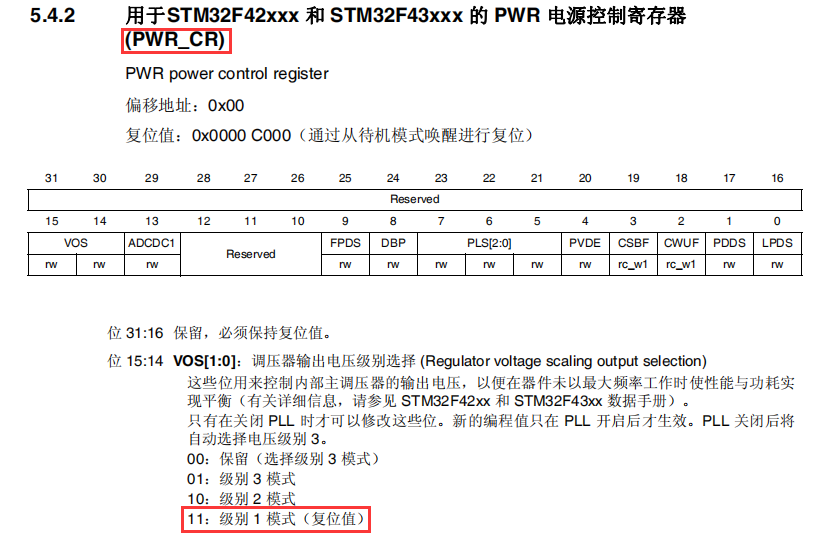 5.4.2 用于STM32F42xxx 和 STM32F43xxx 的 PWR 电源控制寄存器
(PWR_CR)
PWR power control register
偏移地址：0x00
复位值：0x0000 C000（通过从待机模式唤醒进行复位）
31 30 29 28 27 26 25 24 23 22 21 20 19 18 17 16
Reserved
15 14 13 12 11 10 9 8 7 6 5 4 3 2 1 0
VOS ADCDC1 Reserved FPDS DBP PLS[2:0] PVDE CSBF CWUF PDDS LPDS
rw rw rw rw rw rw rw rw rw rc_w1 rc_w1 rw rw
位 31:16 保留，必须保持复位值。
位 15:14 VOS[1:0]：调压器输出电压级别选择 (Regulator voltage scaling output selection)
这些位用来控制内部主调压器的输出电压，以便在器件未以最大频率工作时使性能与功耗实
现平衡（有关详细信息，请参见 STM32F42xx 和 STM32F43xx 数据手册）。
只有在关闭 PLL 时才可以修改这些位。新的编程值只在 PLL 开启后才生效。PLL 关闭后将
自动选择电压级别 3。
00：保留（选择级别 3 模式）
01：级别 3 模式
10：级别 2 模式
11：级别 1 模式（复位值）